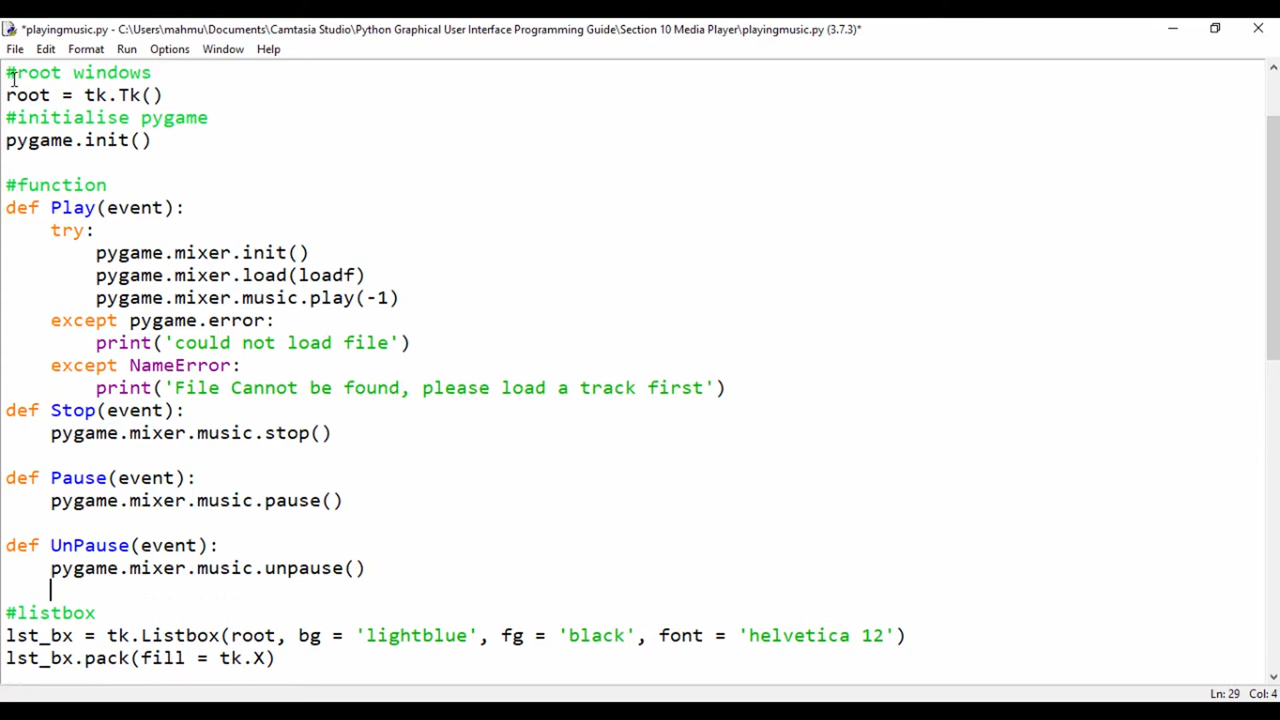 *playingmusic.py - C:\Users\mahmu\Documents\Camtasia Studio\Python Graphical User Interface Programming Guide\Section 10 Media Player\playingmusic.py (3.7.3)*
File Edit Format Run Options Window Help
#root windows
root = tk.Tk()
#initialise pygame
pygame.init()
#function
def Play(event):
    try:
        pygame.mixer.init()
        pygame.mixer.load(loadf)
        pygame.mixer.music.play(-1)
    except pygame.error:
        print('could not load file')
    except NameError:
        print('File Cannot be found, please load a track first')
def Stop(event):
    pygame.mixer.music.stop()
def Pause(event):
    pygame.mixer.music.pause()
def UnPause(event):
    pygame.mixer.music.unpause()
#listbox
lst_bx = tk.Listbox(root, bg = 'lightblue', fg = 'black', font = 'helvetica 12')
lst_bx.pack(fill = tk.X)
Ln: 29 Col: 4